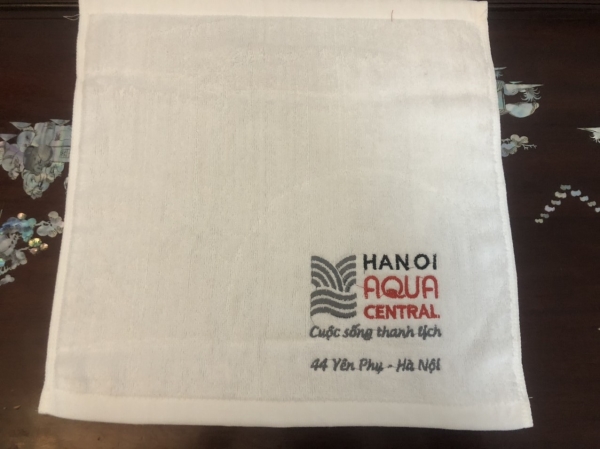 HANOI
AQUA
CENTRAL.
Cuộc sống thanh lịch
44 Yên Phụ - Hà Nội